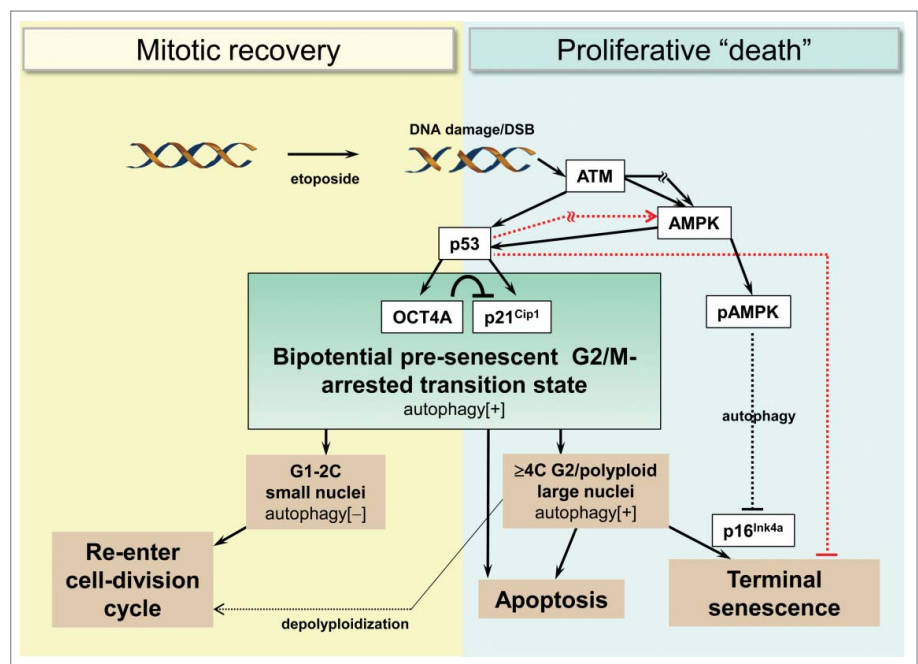 Mitotic recovery
Proliferative “death”
DNA damage/DSB
etoposide
ATM
AMPK
p53
pAMPK
OCT4A
p21Cip1
Bipotential pre-senescent G2/M-
arrested transition state
autophagy[+]
autophagy
G1-2C
small nuclei
autophagy[–]
≥4C G2/polyploid
large nuclei
autophagy[+]
p16Ink4a
Re-enter
cell-division
cycle
depolyploidization
Apoptosis
Terminal
senescence